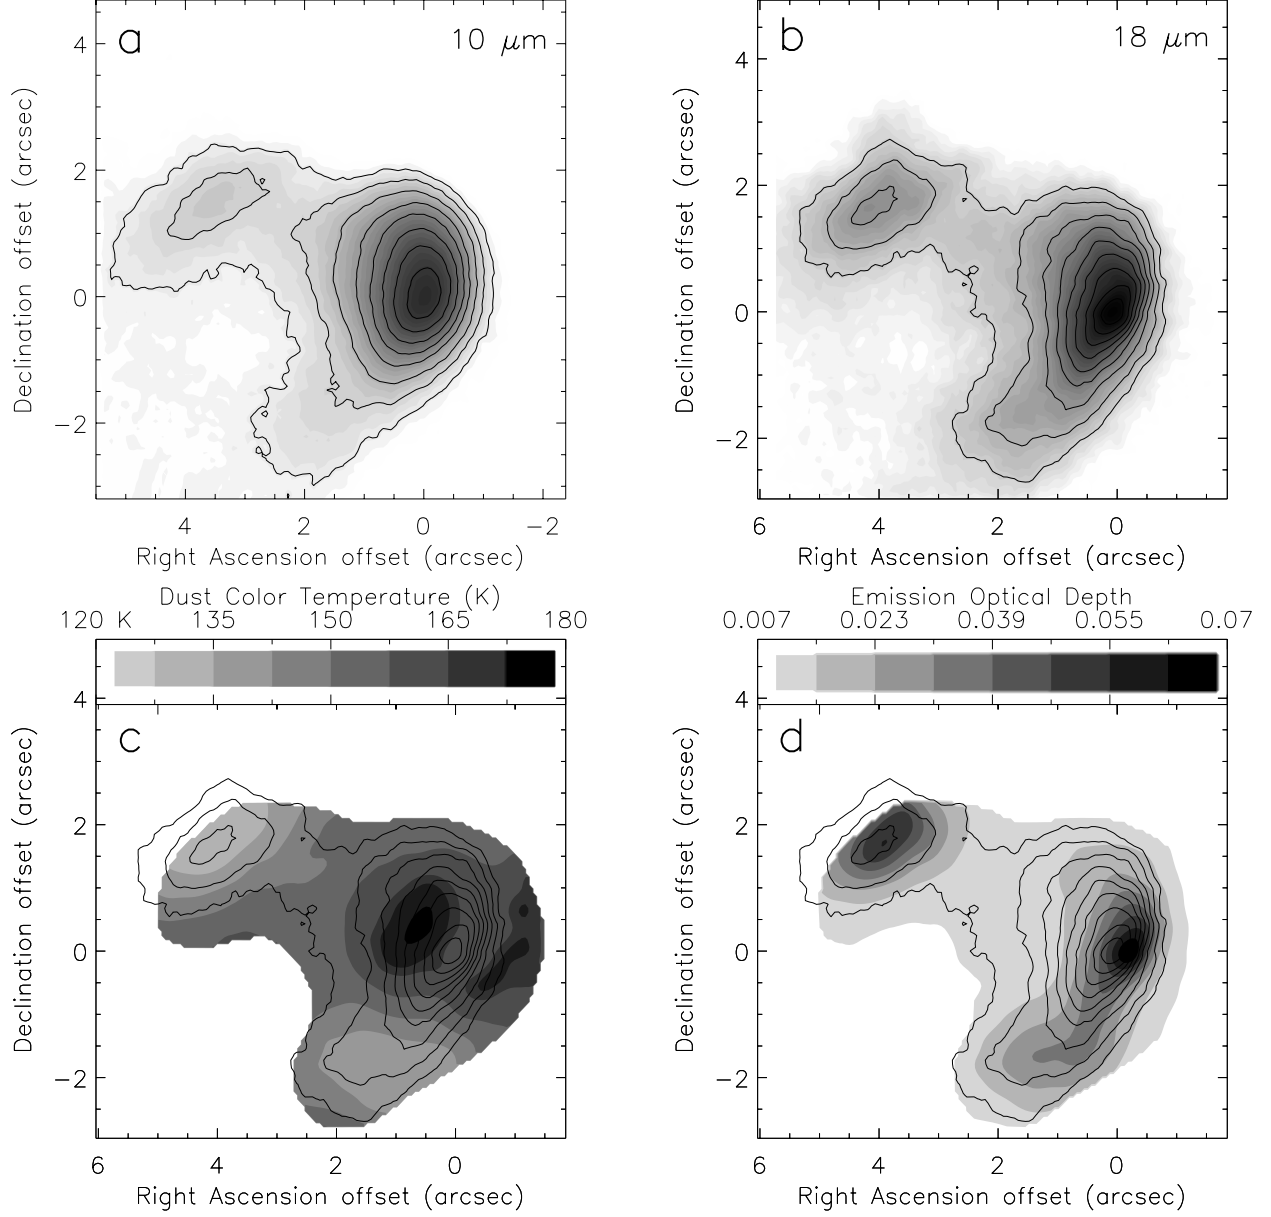 a
10 μm
4
2
0
−2
Declination offset (arcsec)
4 2 0 −2
Right Ascension offset (arcsec)
b
18 μm
4
2
0
−2
Declination offset (arcsec)
6 4 2 0
Right Ascension offset (arcsec)
Dust Color Temperature (K)
120 K 135 150 165 180
c
4
2
0
−2
Declination offset (arcsec)
6 4 2 0
Right Ascension offset (arcsec)
Emission Optical Depth
0.007 0.023 0.039 0.055 0.07
d
4
2
0
−2
Declination offset (arcsec)
6 4 2 0
Right Ascension offset (arcsec)